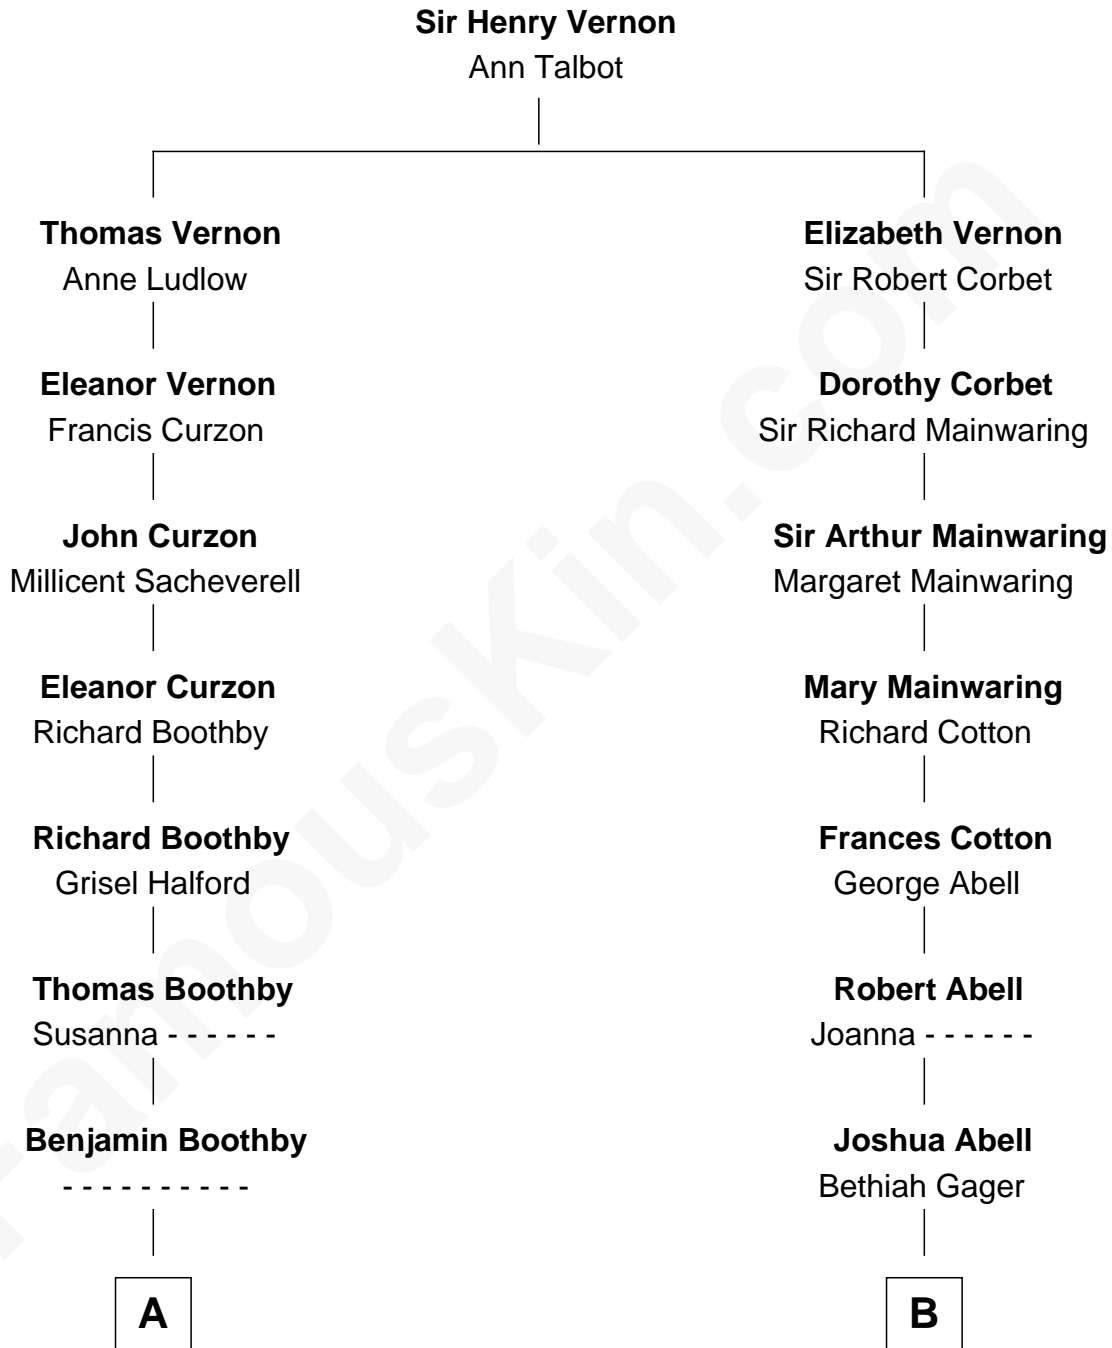 Sir Henry Vernon
Ann Talbot
Thomas Vernon
Anne Ludlow
Elizabeth Vernon
Sir Robert Corbet
Eleanor Vernon
Francis Curzon
Dorothy Corbet
Sir Richard Mainwaring
John Curzon
Millicent Sacheverell
Sir Arthur Mainwaring
Margaret Mainwaring
Eleanor Curzon
Richard Boothby
Mary Mainwaring
Richard Cotton
Richard Boothby
Grisel Halford
Frances Cotton
George Abell
Thomas Boothby
Susanna - - - - - -
Robert Abell
Joanna - - - - - -
Benjamin Boothby
- - - - - - - - - -
Joshua Abell
Bethiah Gager
A
B
FamousKin.com